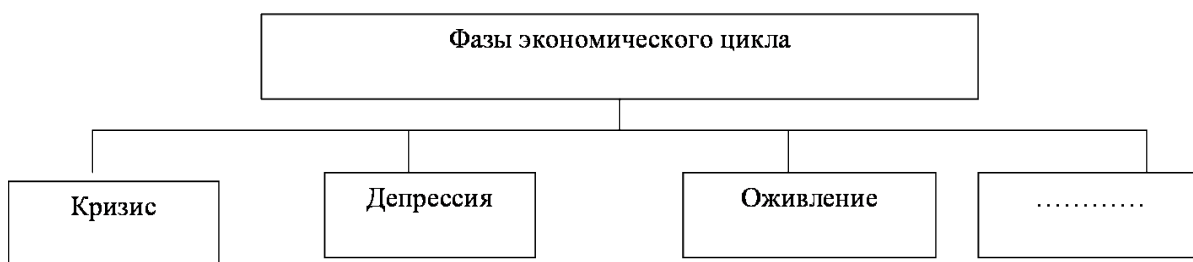 Фазы экономического цикла
Кризис
Депрессия
Оживление
…………